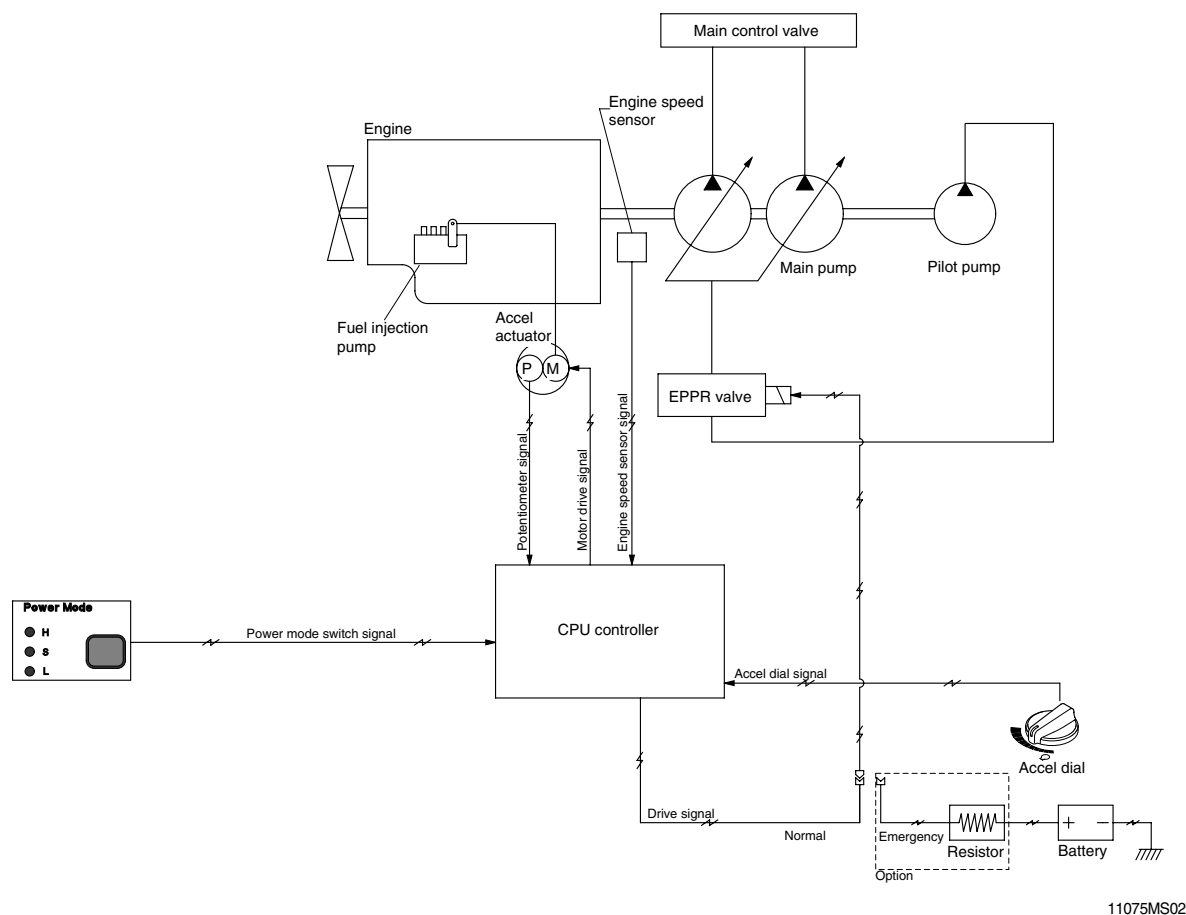 Main control valve
Engine speed
sensor
Engine
Main pump
Pilot pump
Fuel injection
pump
Accel
actuator
P
M
EPPR valve
Potentiometer signal
Motor drive signal
Engine speed sensor signal
Power Mode
H
S
L
Power mode switch signal
CPU controller
Accel dial signal
Accel dial
Drive signal
Normal
Emergency
Resistor
+
−
Battery
Option
11075MS02